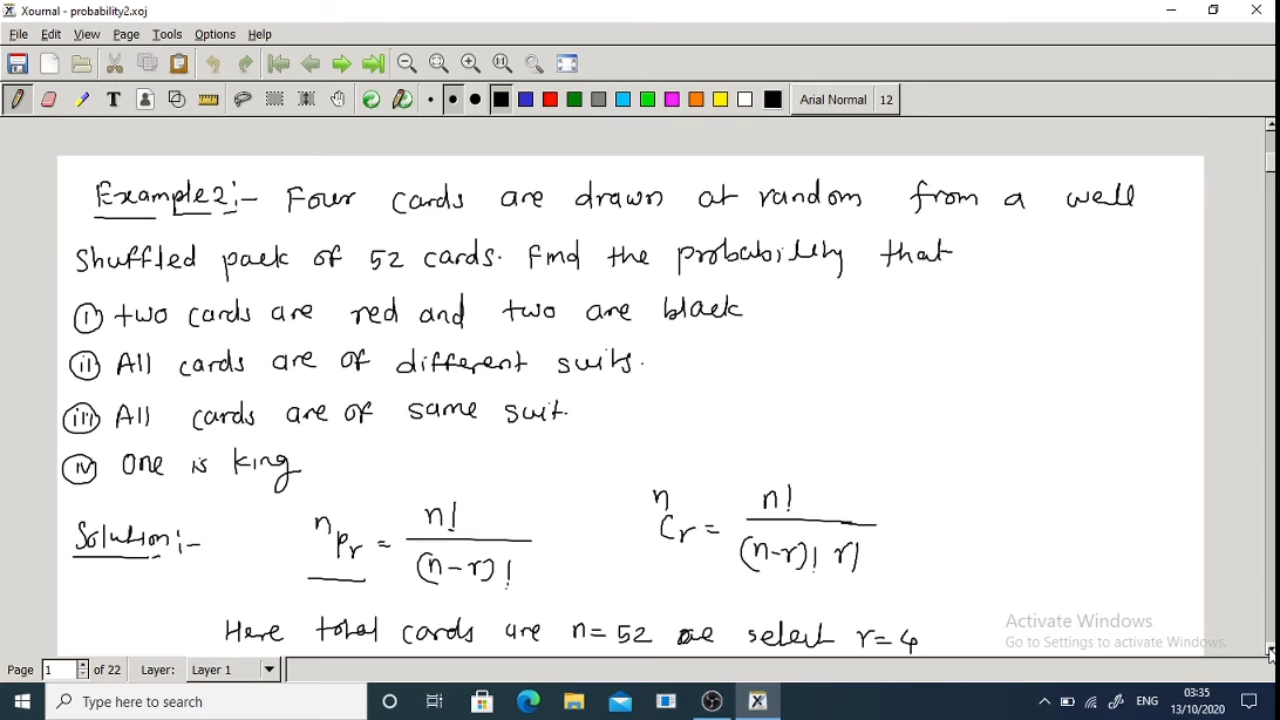 Xournal - probability2.xoj
File Edit View Page Tools Options Help
Arial Normal 12
Example2:- Four cards are drawn at random from a well
Shuffled pack of 52 cards. Find the probability that
(i) two cards are red and two are black
(ii) All cards are of different suits.
(iii) All cards are of same suit.
(iv) One is king
Solution:- nPr = n! / (n-r)! nCr = n! / (n-r)! r!
Here total cards are n=52 select r=4
Activate Windows
Go to Settings to activate Windows.
Page 1 of 22 Layer: Layer 1
Type here to search
ENG
03:35
13/10/2020